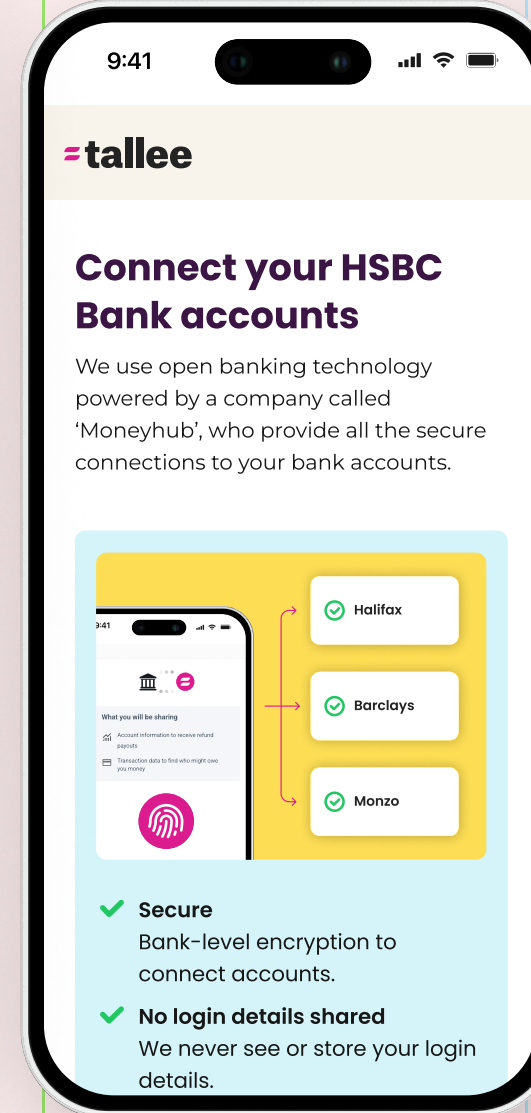 9:41
tallee
Connect your HSBC
Bank accounts
We use open banking technology
powered by a company called
‘Moneyhub’, who provide all the secure
connections to your bank accounts.
9:41
What you will be sharing
Account information to receive refund
payouts
Transaction data to find who might owe
you money
Halifax
Barclays
Monzo
Secure
Bank-level encryption to
connect accounts.
No login details shared
We never see or store your login
details.